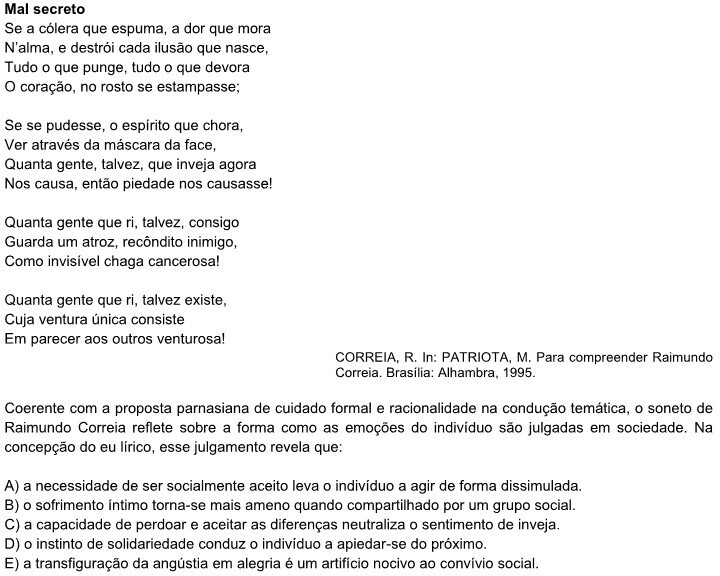 Mal secreto
Se a cólera que espuma, a dor que mora
N'alma, e destrói cada ilusão que nasce,
Tudo o que punge, tudo o que devora
O coração, no rosto se estampasse;
Se se pudesse, o espírito que chora,
Ver através da máscara da face,
Quanta gente, talvez, que inveja agora
Nos causa, então piedade nos causasse!
Quanta gente que ri, talvez, consigo
Guarda um atroz, recôndito inimigo,
Como invisível chaga cancerosa!
Quanta gente que ri, talvez existe,
Cuja ventura única consiste
Em parecer aos outros venturosa!
CORREIA, R. In: PATRIOTA, M. Para compreender Raimundo
Correia. Brasília: Alhambra, 1995.
Coerente com a proposta parnasiana de cuidado formal e racionalidade na condução temática, o soneto de
Raimundo Correia reflete sobre a forma como as emoções do indivíduo são julgadas em sociedade. Na
concepção do eu lírico, esse julgamento revela que:
A) a necessidade de ser socialmente aceito leva o indivíduo a agir de forma dissimulada.
B) o sofrimento íntimo torna-se mais ameno quando compartilhado por um grupo social.
C) a capacidade de perdoar e aceitar as diferenças neutraliza o sentimento de inveja.
D) o instinto de solidariedade conduz o indivíduo a apiedar-se do próximo.
E) a transfiguração da angústia em alegria é um artifício nocivo ao convívio social.